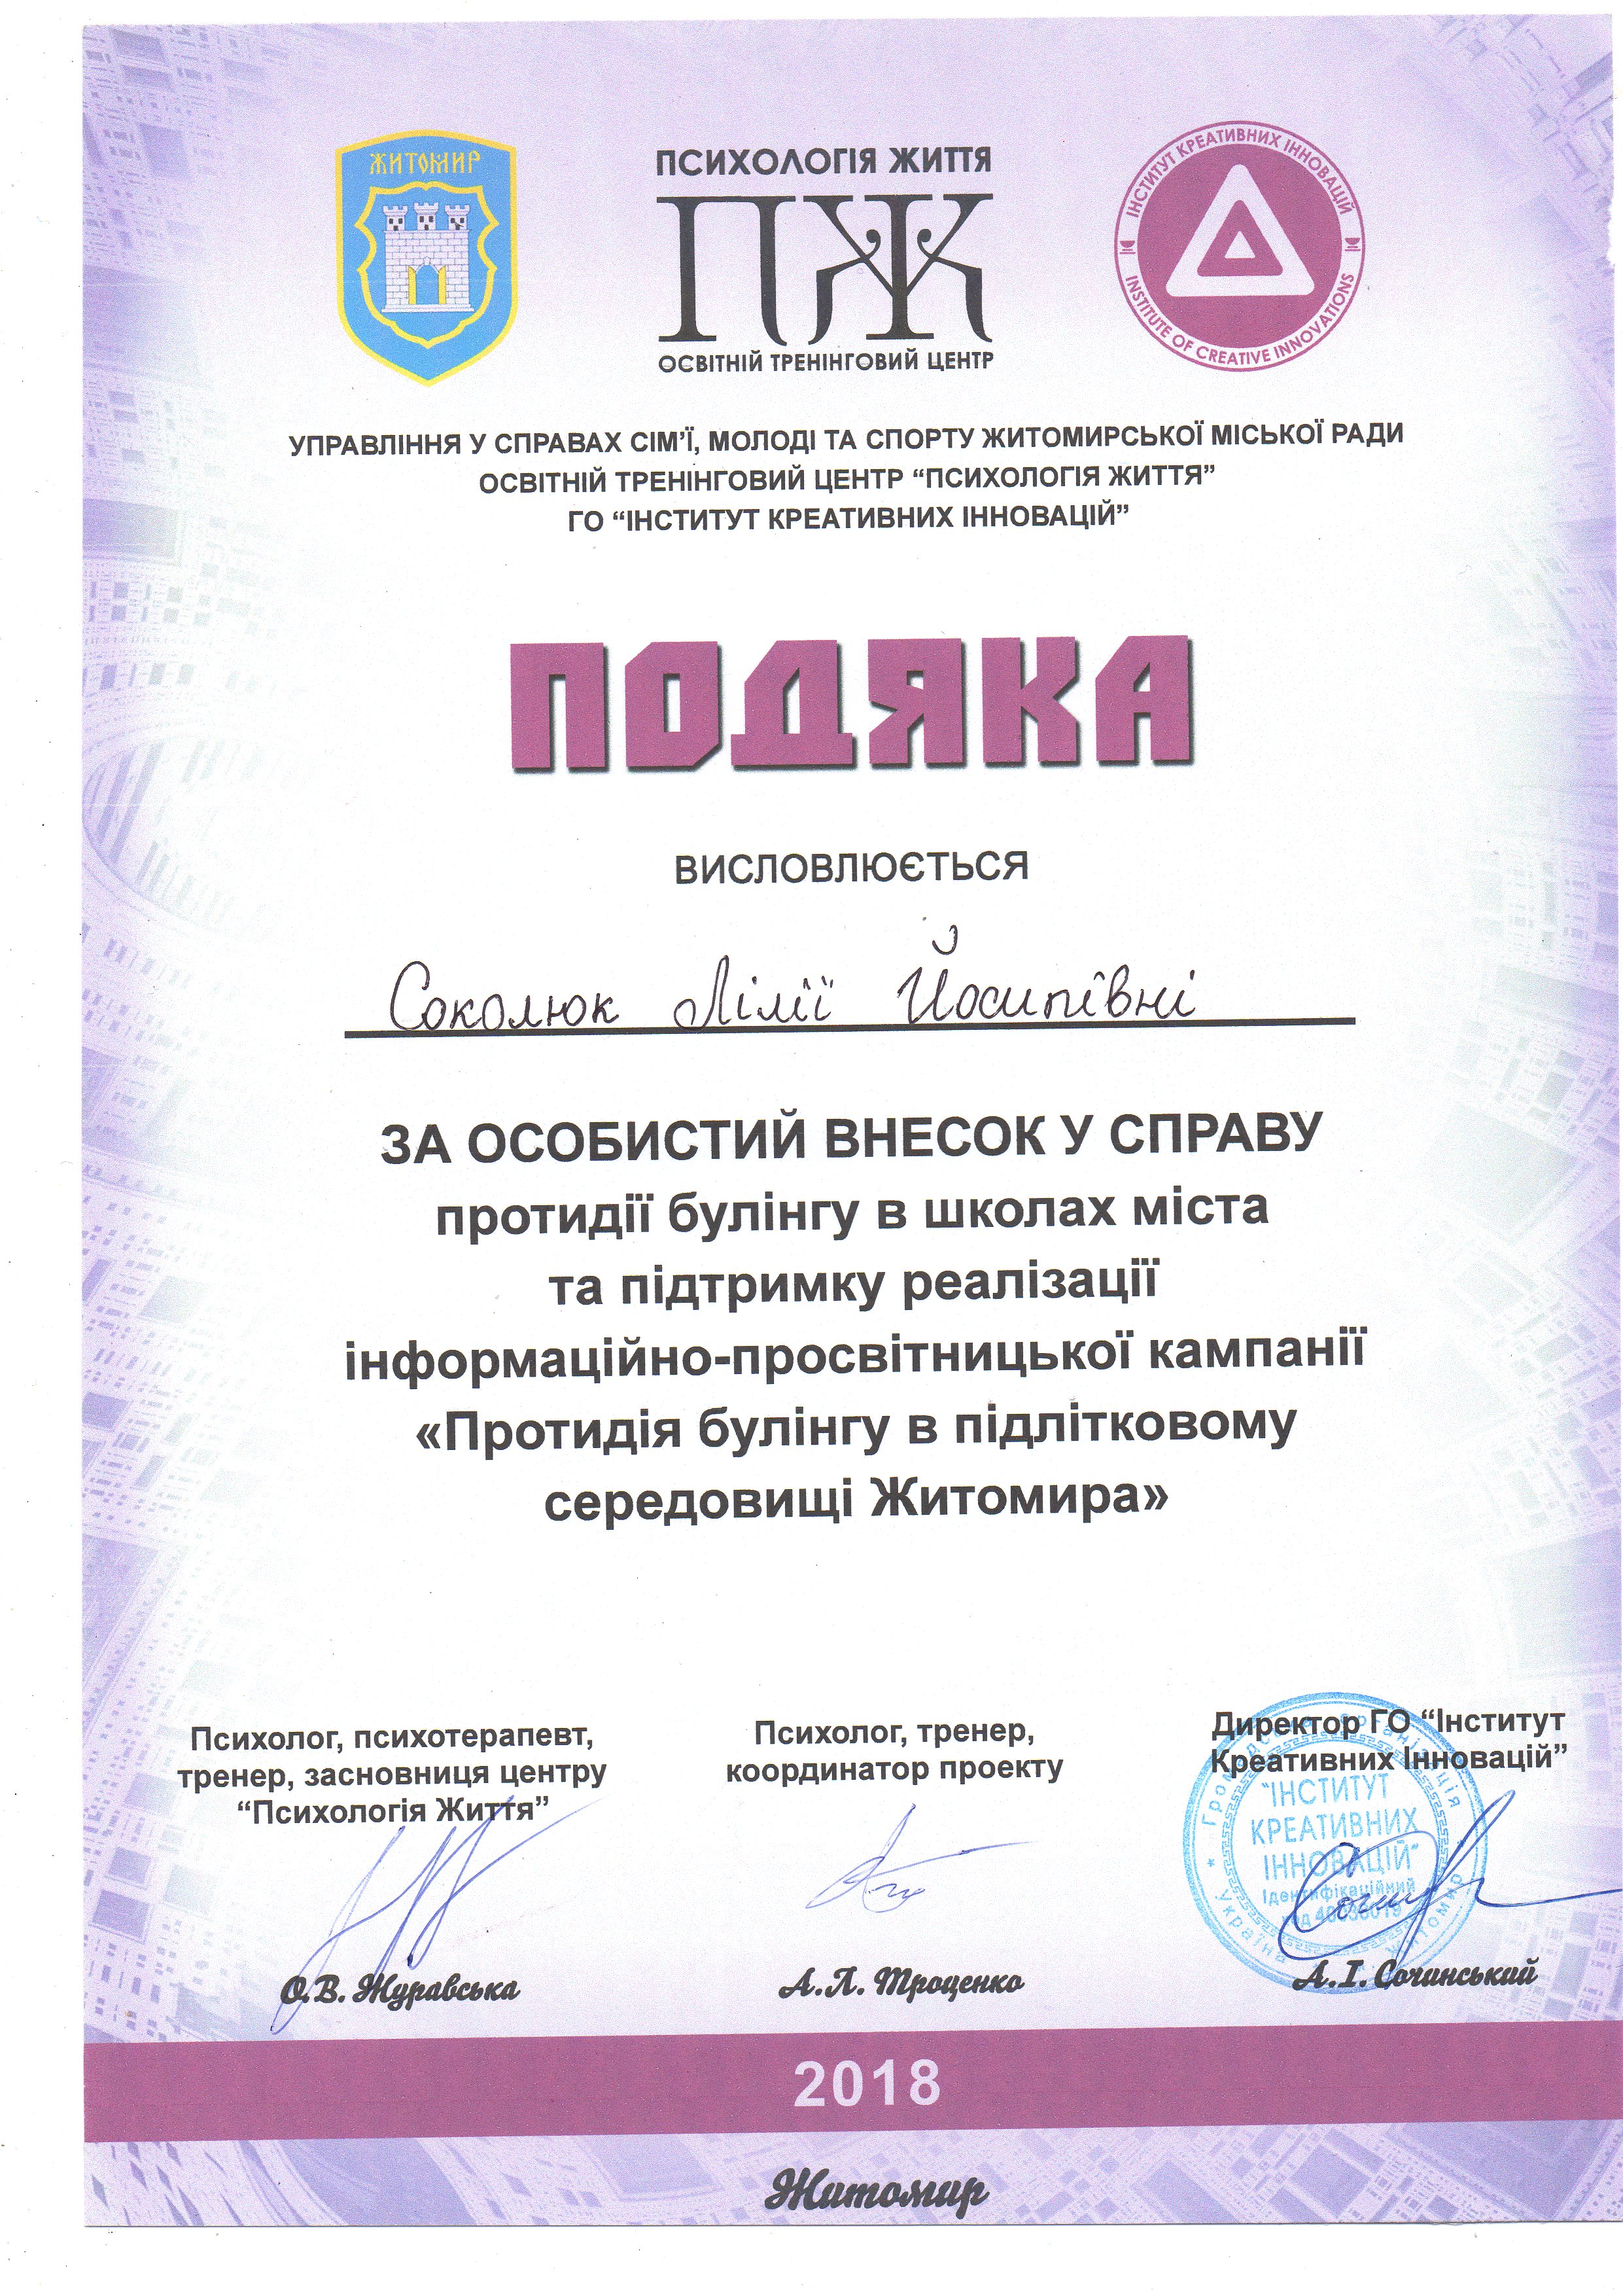 ЖИТОМИР
ПСИХОЛОГІЯ ЖИТТЯ
ПЖ
ОСВІТНІЙ ТРЕНІНГОВИЙ ЦЕНТР
ІНСТИТУТ КРЕАТИВНИХ ІННОВАЦІЙ
INSTITUTE OF CREATIVE INNOVATIONS
УПРАВЛІННЯ У СПРАВАХ СІМ’Ї, МОЛОДІ ТА СПОРТУ ЖИТОМИРСЬКОЇ МІСЬКОЇ РАДИ
ОСВІТНІЙ ТРЕНІНГОВИЙ ЦЕНТР “ПСИХОЛОГІЯ ЖИТТЯ”
ГО “ІНСТИТУТ КРЕАТИВНИХ ІННОВАЦІЙ”
ПОДЯКА
ВИСЛОВЛЮЄТЬСЯ
Соколюк Лілії Йосипівні
ЗА ОСОБИСТИЙ ВНЕСОК У СПРАВУ
протидії булінгу в школах міста
та підтримку реалізації
інформаційно-просвітницької кампанії
«Протидія булінгу в підлітковому
середовищі Житомира»
Психолог, психотерапевт,
тренер, засновниця центру
“Психологія Життя”
О.В. Журавська
Психолог, тренер,
координатор проекту
А.Л. Троценко
Директор ГО “Інститут
Креативних Інновацій”
Громадська організація
“ІНСТИТУТ
КРЕАТИВНИХ
ІННОВАЦІЙ”
Ідентифікаційний
код
Україна
Житомир
А.І. Сочинський
2018
Житомир